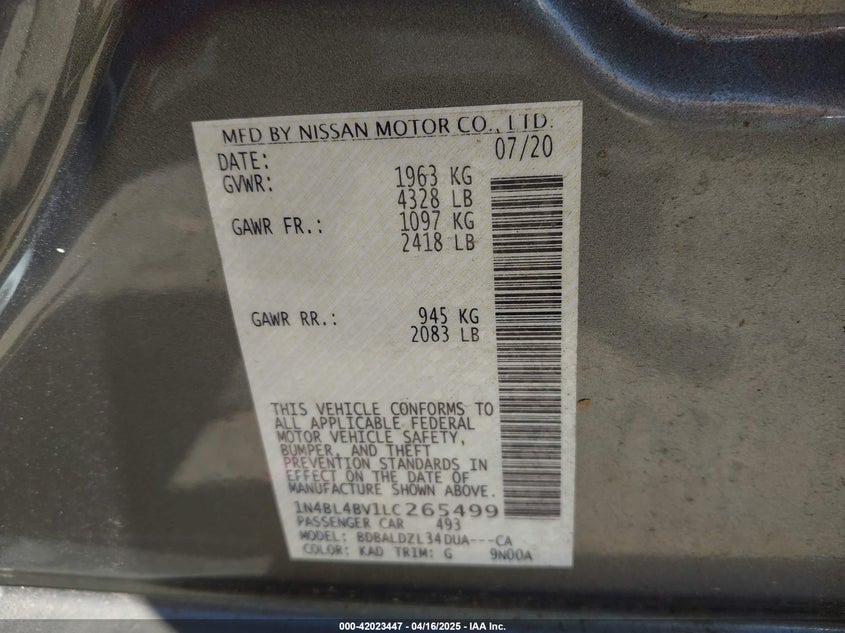 MFD BY NISSAN MOTOR CO., LTD.
DATE: 07/20
GVWR: 1963 KG
4328 LB
GAWR FR.: 1097 KG
2418 LB
GAWR RR.: 945 KG
2083 LB
THIS VEHICLE CONFORMS TO
ALL APPLICABLE FEDERAL
MOTOR VEHICLE SAFETY,
BUMPER, AND THEFT
PREVENTION STANDARDS IN
EFFECT ON THE DATE OF
MANUFACTURE SHOWN ABOVE.
1N4BL4BV1LC265499
PASSENGER CAR 493
MODEL: BDBALDZL34DUA---CA
COLOR: KAD TRIM: G 9N00A
000-42023447 - 04/16/2025 - IAA Inc.